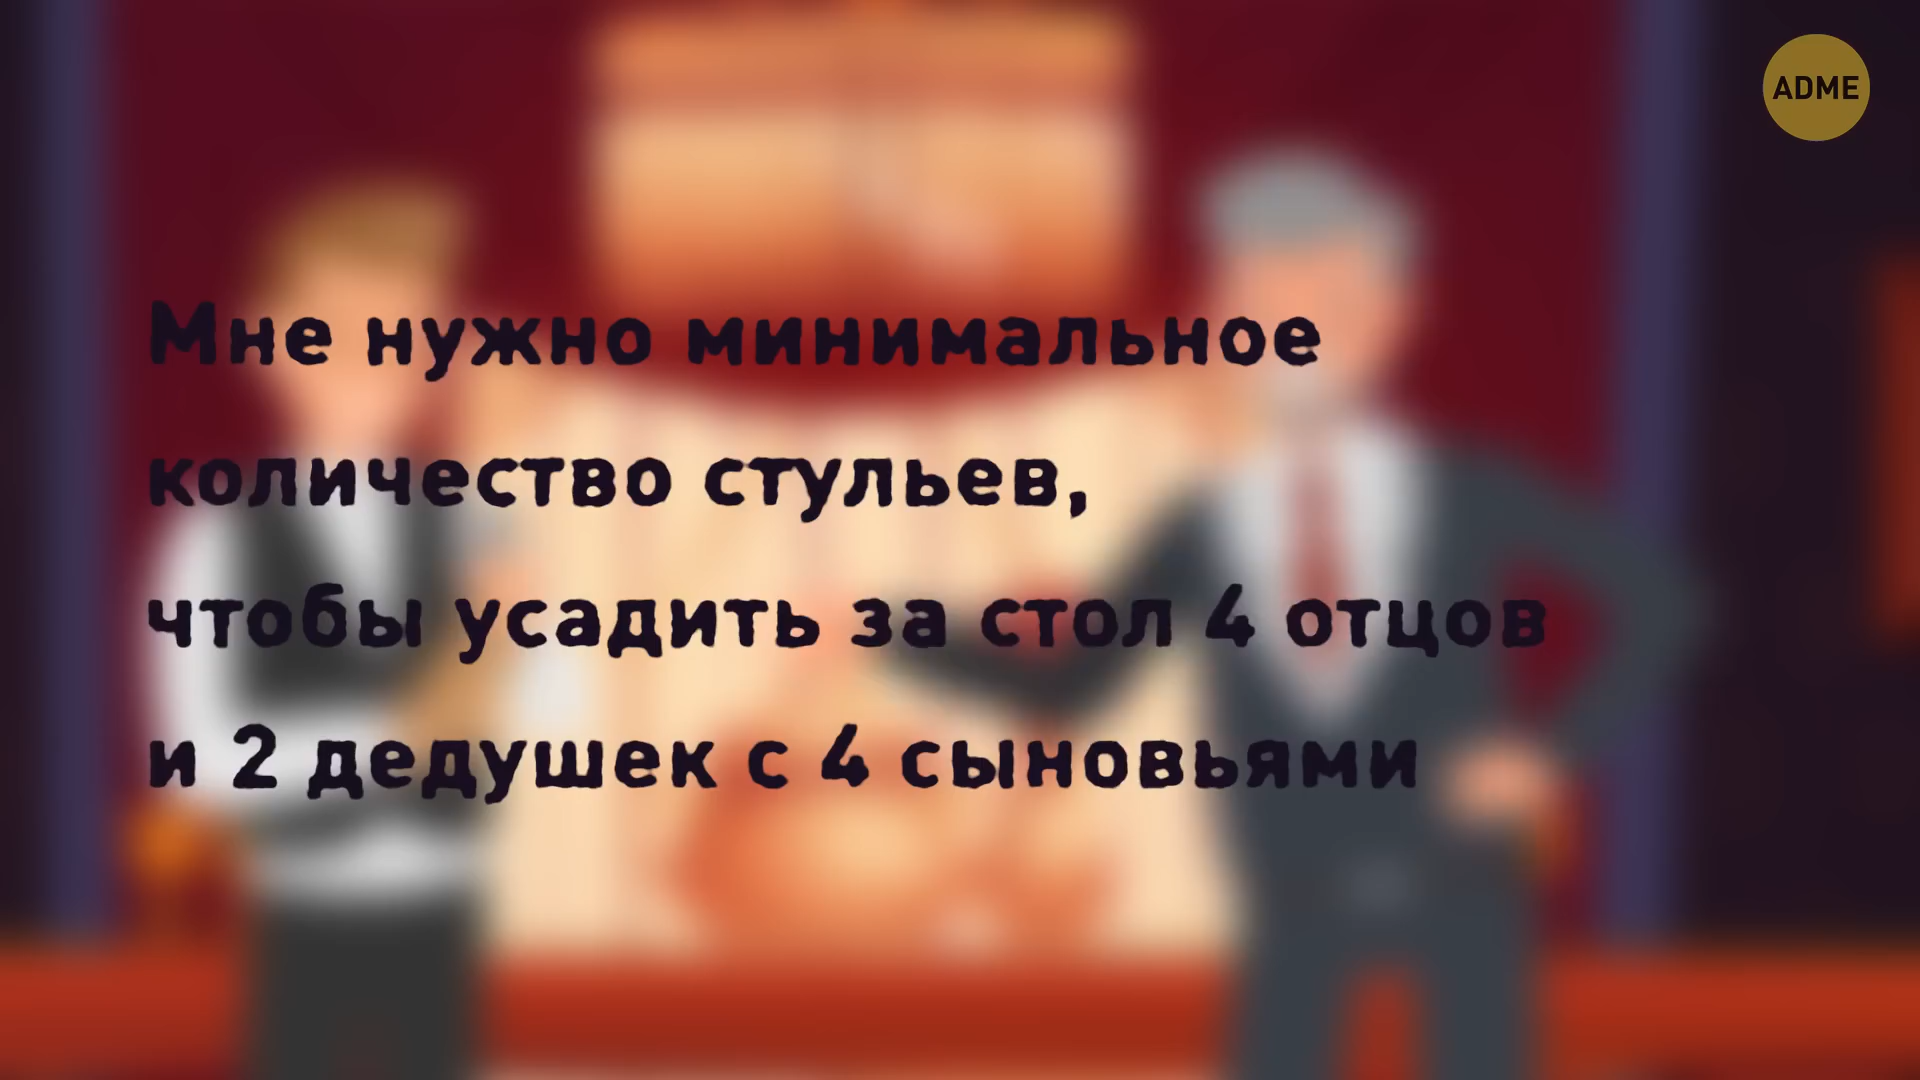 ADME
Мне нужно минимальное
количество стульев,
чтобы усадить за стол 4 отцов
и 2 дедушек с 4 сыновьями